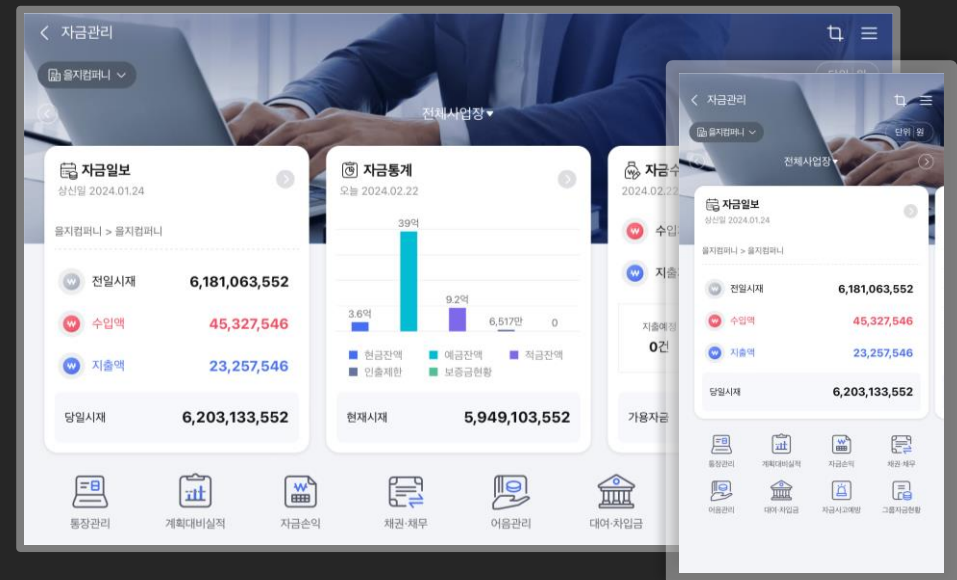 자금관리
을지컴퍼니
전체사업장
자금일보
상신일 2024.01.24
을지컴퍼니 > 을지컴퍼니
전일시재 6,181,063,552
수입액 45,327,546
지출액 23,257,546
당일시재 6,203,133,552
자금통계
오늘 2024.02.22
39억
3.6억
9.2억
6,517만
0
현금잔액 예금잔액 적금잔액
인출제한 보증금현황
현재시재 5,949,103,552
자금수
2024.02.22
수입
지출
지출예정
0건
가용자금
통장관리 계획대비실적 자금손익 채권·채무 어음관리 대여·차입금
자금관리
을지컴퍼니
단위 원
전체사업장
자금일보
상신일 2024.01.24
을지컴퍼니 > 을지컴퍼니
전일시재 6,181,063,552
수입액 45,327,546
지출액 23,257,546
당일시재 6,203,133,552
통장관리 계획대비실적 자금손익 채권·채무
어음관리 대여·차입금 자금사고예방 그룹자금현황